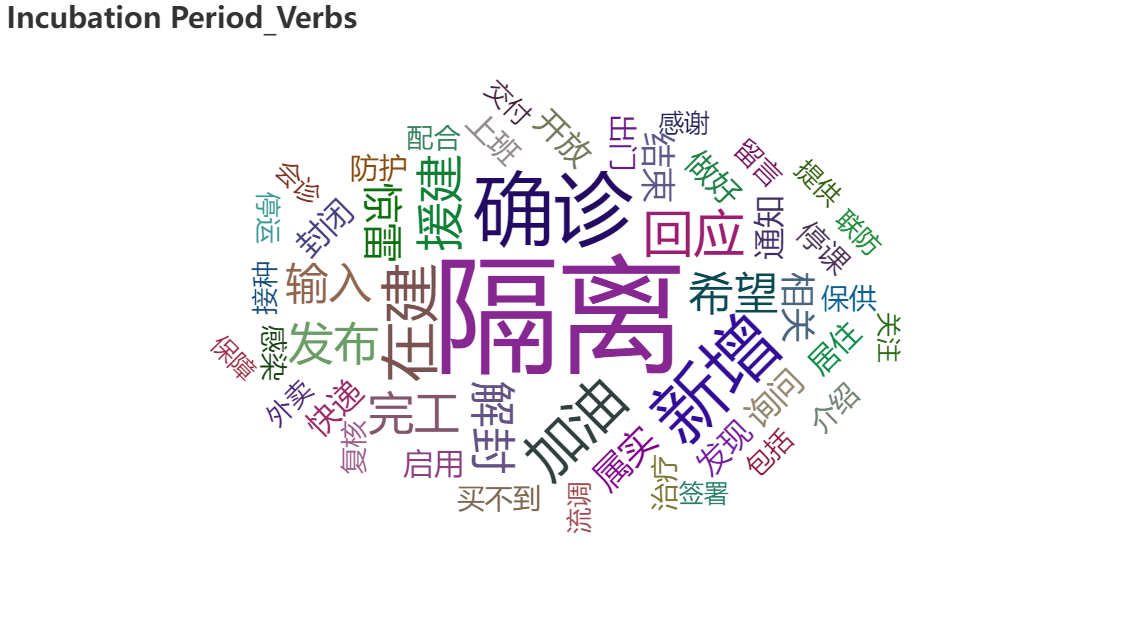 Incubation Period_Verbs
交付
开放
上班
配合
出门
感谢
结束
做好
留言
提供
联防
防护
会诊
停运
封闭
惊雷
援建
确诊
回应
通知
停课
接种
输入
在建
隔离
希望
相关
保供
关注
保障
感染
发布
新增
居住
外卖
快递
完工
解封
加油
询问
介绍
复核
启用
属实
发现
包括
买不到
流调
治疗
签署